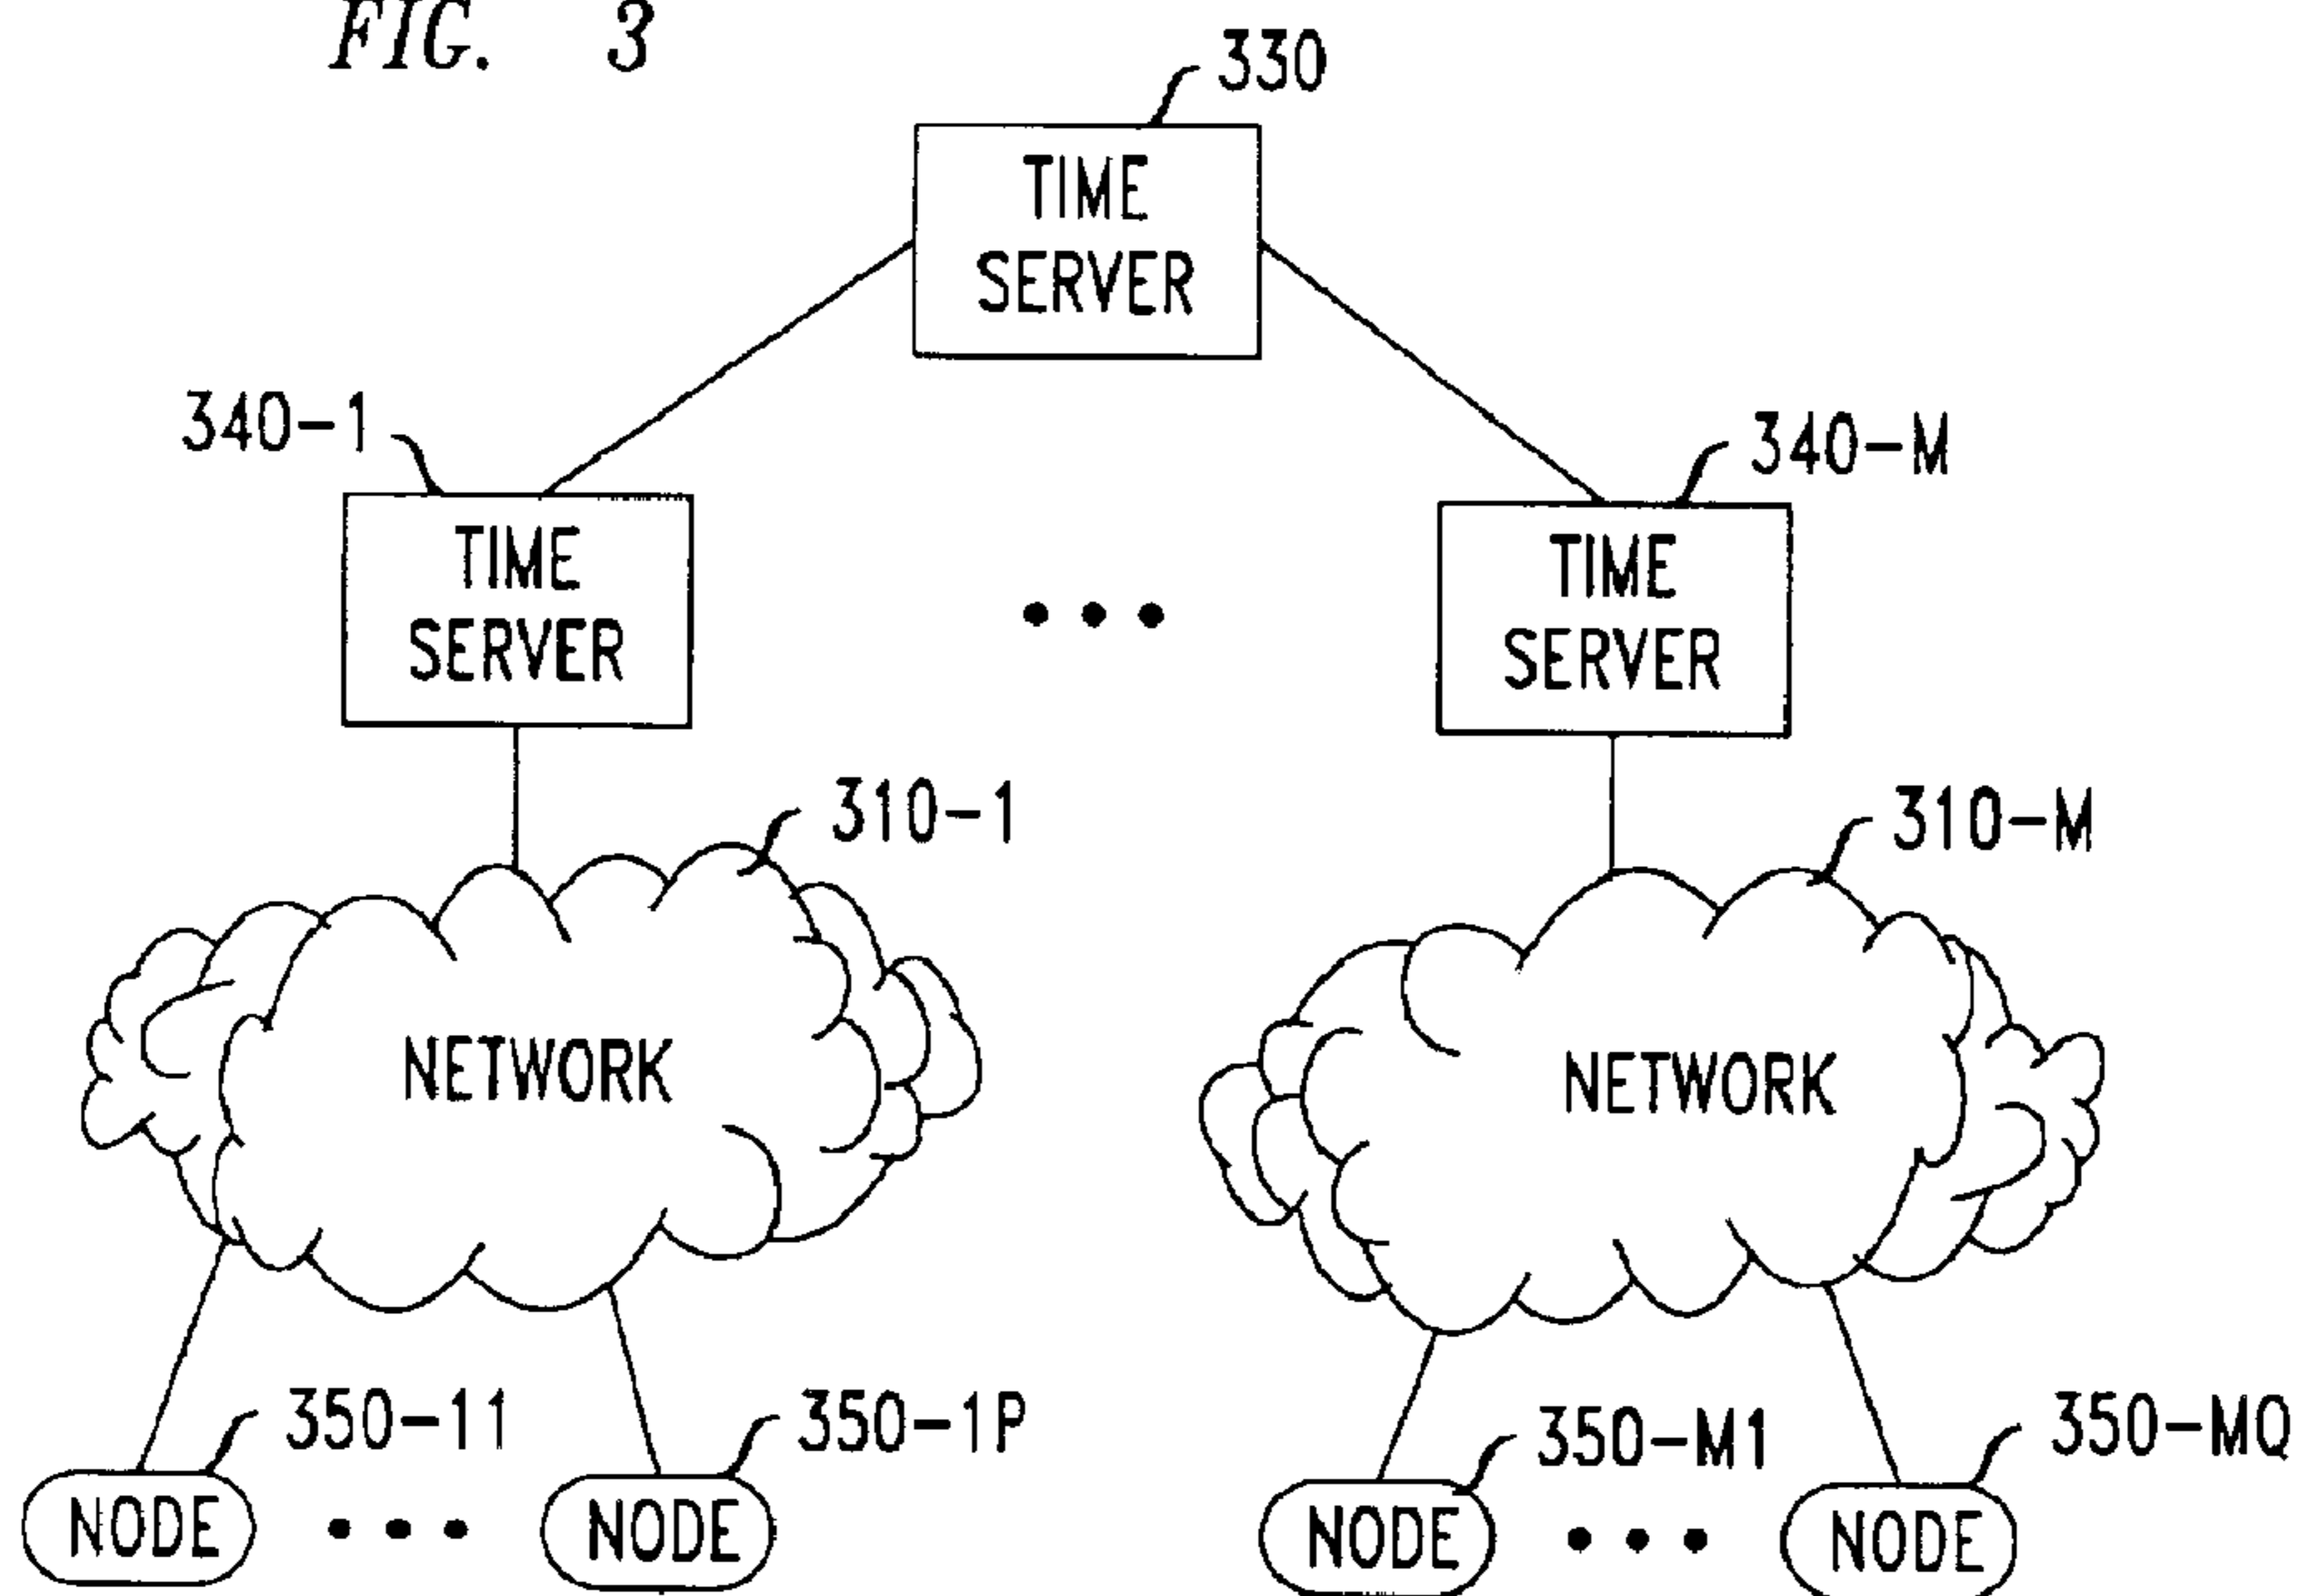 FIG. 3
330
TIME
SERVER
340-1
340-M
TIME
SERVER
TIME
SERVER
310-1
310-M
NETWORK
NETWORK
350-11
350-1P
350-M1
350-MQ
NODE
NODE
NODE
NODE